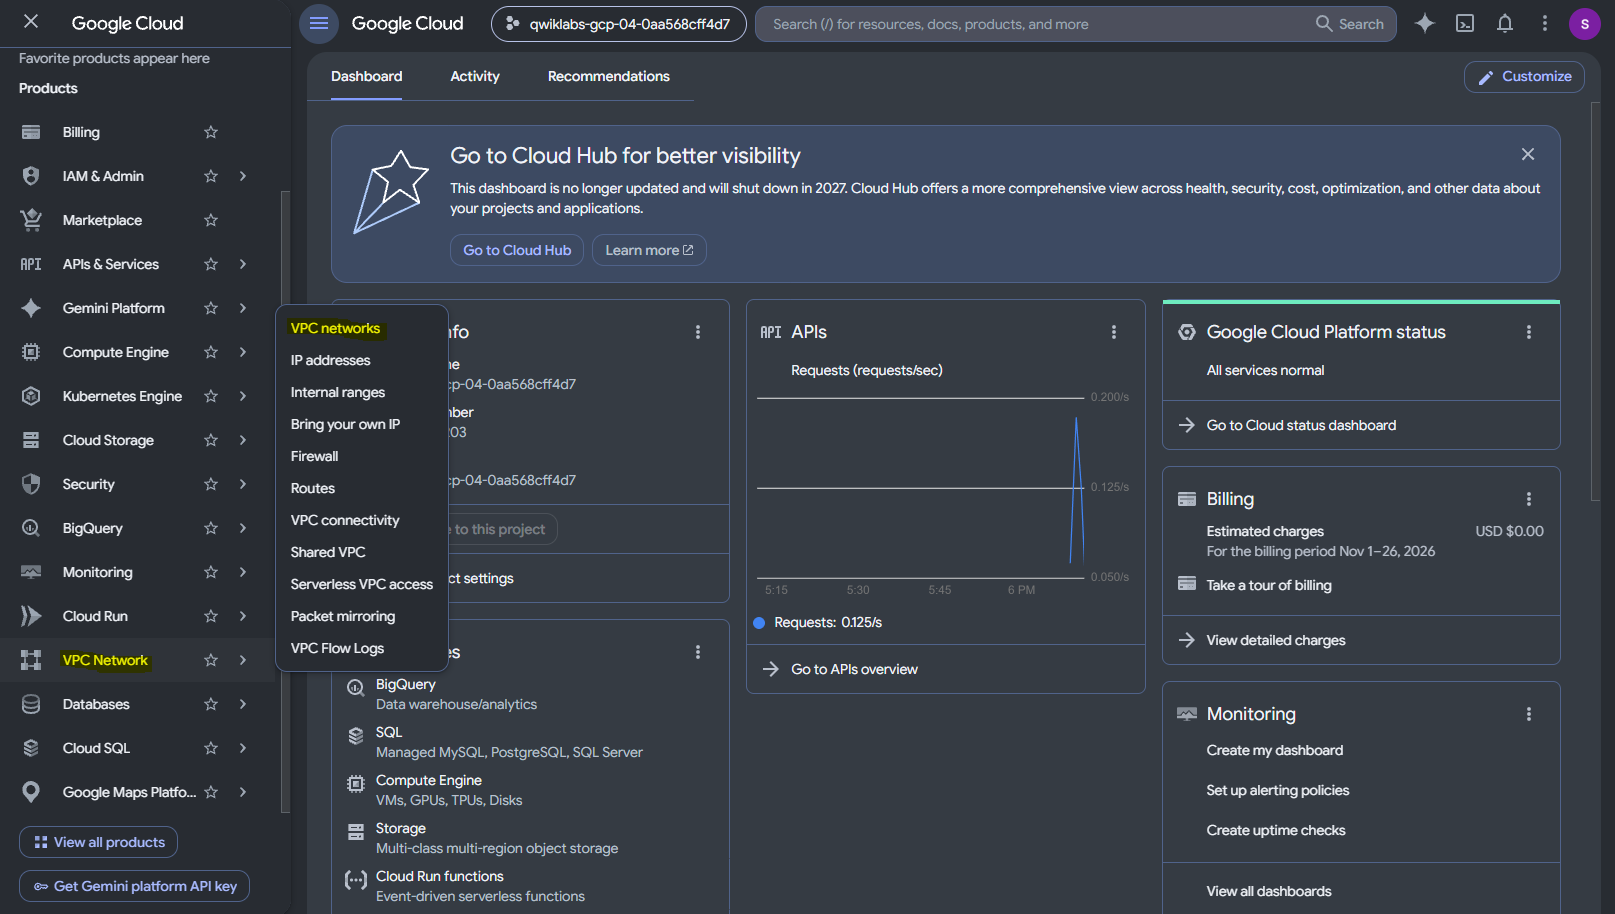 Google Cloud
Favorite products appear here
Products
Billing
IAM & Admin
Marketplace
API APIs & Services
Gemini Platform
Compute Engine
Kubernetes Engine
Cloud Storage
Security
BigQuery
Monitoring
Cloud Run
VPC Network
Databases
Cloud SQL
Google Maps Platfo...
View all products
Get Gemini platform API key
VPC networks
IP addresses
Internal ranges
Bring your own IP
Firewall
Routes
VPC connectivity
Shared VPC
Serverless VPC access
Packet mirroring
VPC Flow Logs
Google Cloud
qwiklabs-gcp-04-0aa568cff4d7
Search (/) for resources, docs, products, and more
Search
S
Dashboard
Activity
Recommendations
Customize
Go to Cloud Hub for better visibility
This dashboard is no longer updated and will shut down in 2027. Cloud Hub offers a more comprehensive view across health, security, cost, optimization, and other data about
your projects and applications.
Go to Cloud Hub
Learn more
nfo
ne
cp-04-0aa568cff4d7
nber
203
cp-04-0aa568cff4d7
e to this project
ct settings
es
BigQuery
Data warehouse/analytics
SQL
Managed MySQL, PostgreSQL, SQL Server
Compute Engine
VMs, GPUs, TPUs, Disks
Storage
Multi-class multi-region object storage
Cloud Run functions
Event-driven serverless functions
API APIs
Requests (requests/sec)
0.200/s
0.125/s
0.050/s
5:15
5:30
5:45
6 PM
Requests: 0.125/s
Go to APIs overview
Google Cloud Platform status
All services normal
Go to Cloud status dashboard
Billing
Estimated charges
USD $0.00
For the billing period Nov 1–26, 2026
Take a tour of billing
View detailed charges
Monitoring
Create my dashboard
Set up alerting policies
Create uptime checks
View all dashboards